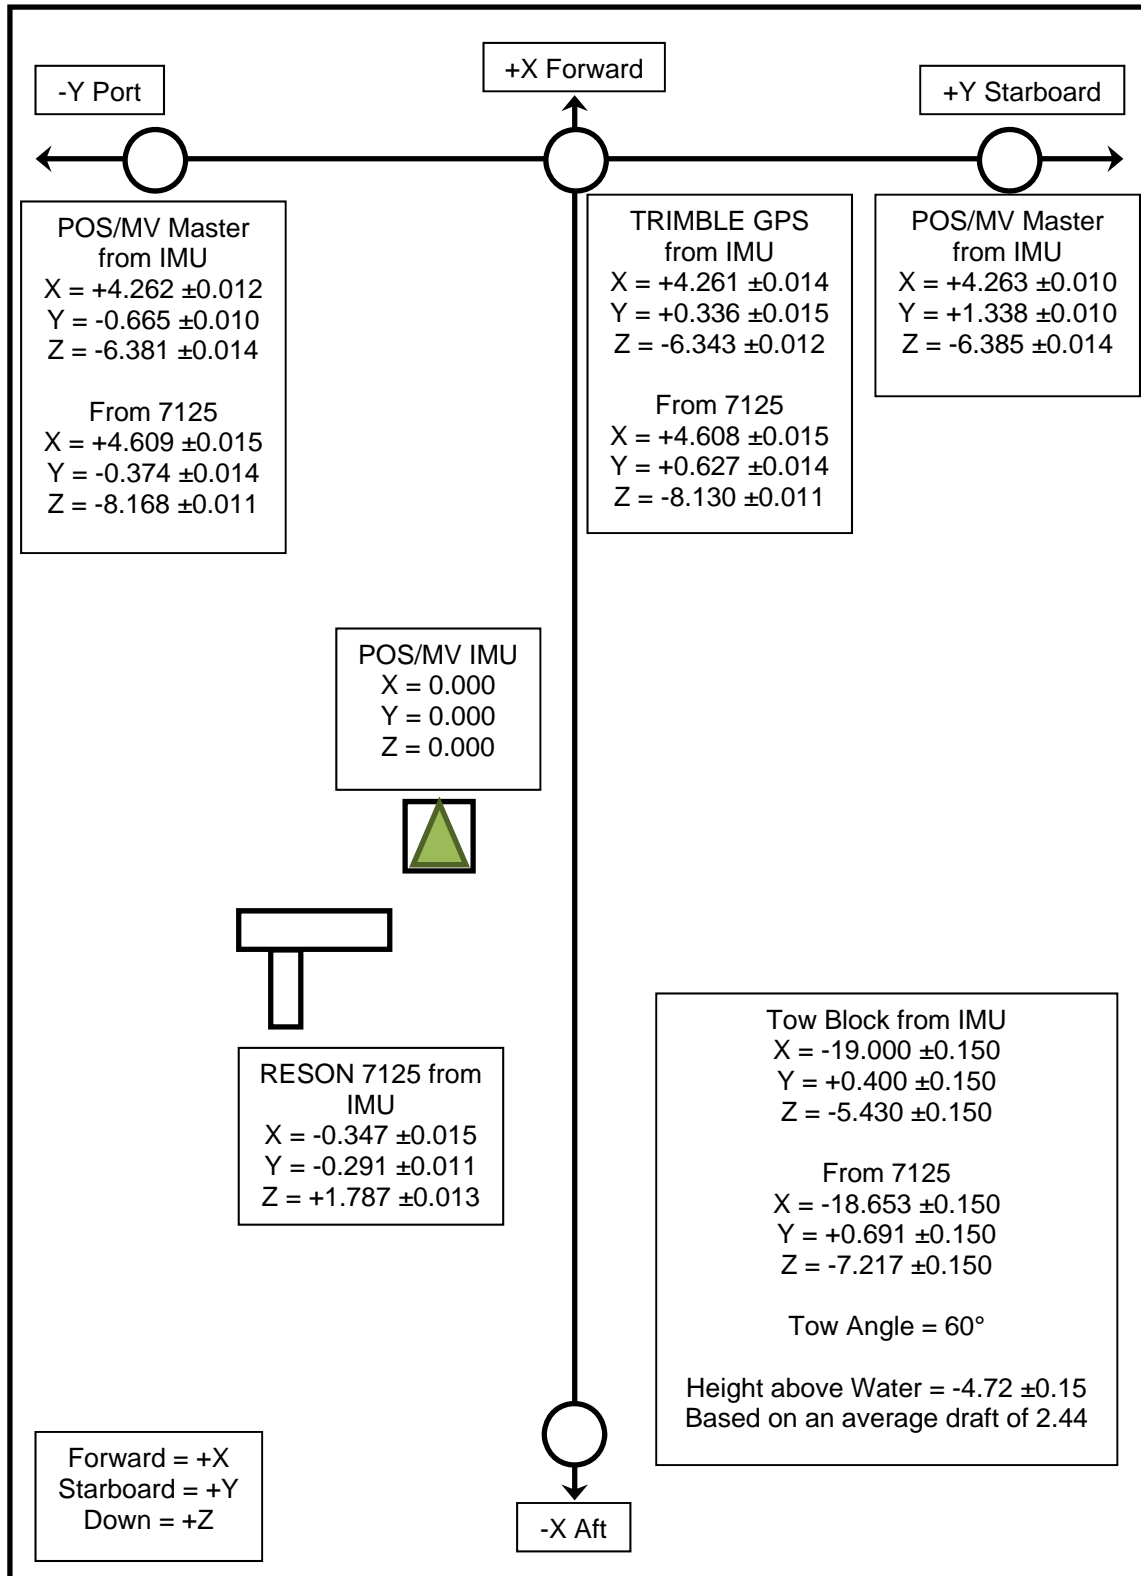 +X Forward
-Y Port
+Y Starboard
POS/MV Master
from IMU
X = +4.262 ±0.012
Y = -0.665 ±0.010
Z = -6.381 ±0.014
From 7125
X = +4.609 ±0.015
Y = -0.374 ±0.014
Z = -8.168 ±0.011
TRIMBLE GPS
from IMU
X = +4.261 ±0.014
Y = +0.336 ±0.015
Z = -6.343 ±0.012
From 7125
X = +4.608 ±0.015
Y = +0.627 ±0.014
Z = -8.130 ±0.011
POS/MV Master
from IMU
X = +4.263 ±0.010
Y = +1.338 ±0.010
Z = -6.385 ±0.014
POS/MV IMU
X = 0.000
Y = 0.000
Z = 0.000
RESON 7125 from
IMU
X = -0.347 ±0.015
Y = -0.291 ±0.011
Z = +1.787 ±0.013
Tow Block from IMU
X = -19.000 ±0.150
Y = +0.400 ±0.150
Z = -5.430 ±0.150
From 7125
X = -18.653 ±0.150
Y = +0.691 ±0.150
Z = -7.217 ±0.150
Tow Angle = 60°
Height above Water = -4.72 ±0.15
Based on an average draft of 2.44
Forward = +X
Starboard = +Y
Down = +Z
-X Aft